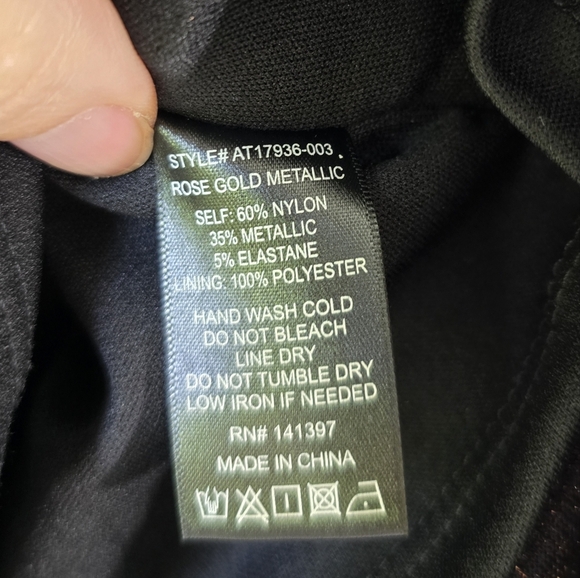 STYLE# AT17936-003
ROSE GOLD METALLIC
SELF: 60% NYLON
35% METALLIC
5% ELASTANE
LINING: 100% POLYESTER
HAND WASH COLD
DO NOT BLEACH
LINE DRY
DO NOT TUMBLE DRY
LOW IRON IF NEEDED
RN# 141397
MADE IN CHINA